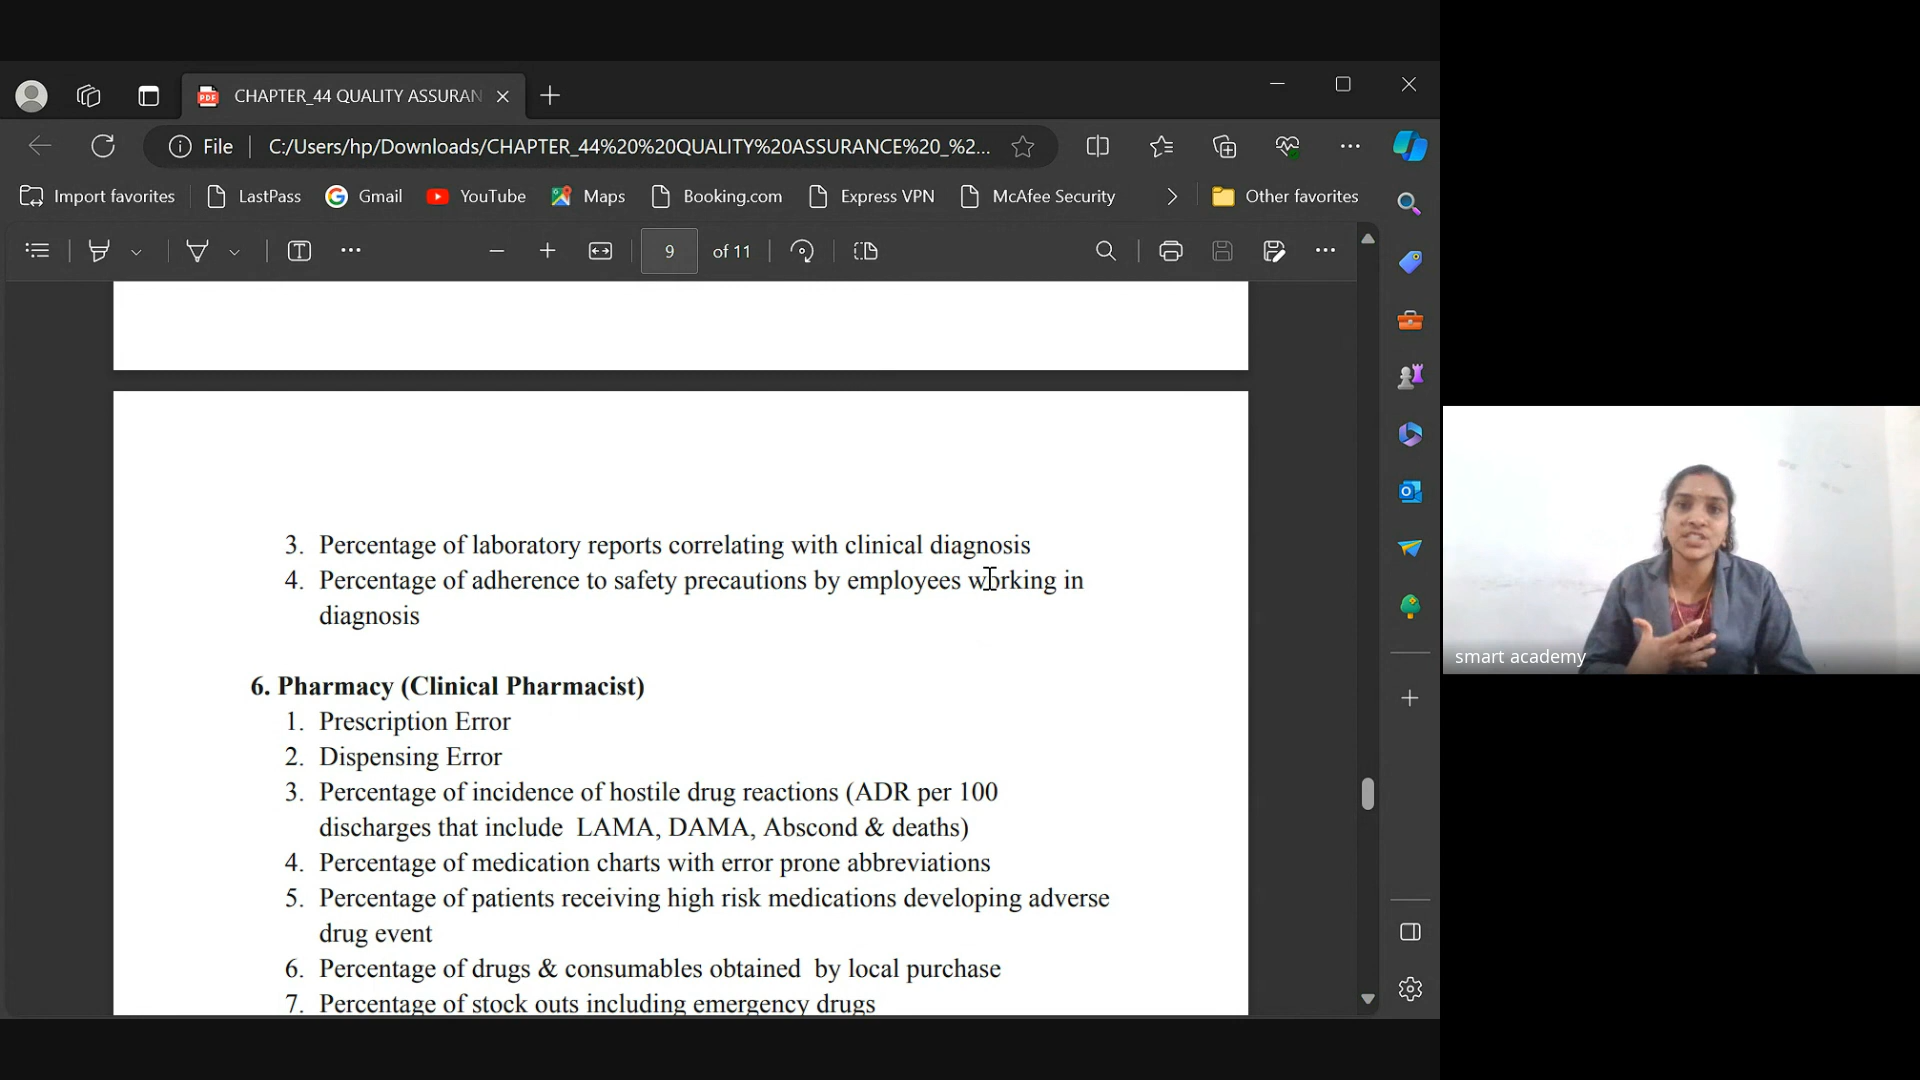 CHAPTER_44 QUALITY ASSURAN
File
C:/Users/hp/Downloads/CHAPTER_44%20%20QUALITY%20ASSURANCE%20_%2...
Import favorites
LastPass
Gmail
YouTube
Maps
Booking.com
Express VPN
McAfee Security
Other favorites
9 of 11
3. Percentage of laboratory reports correlating with clinical diagnosis
4. Percentage of adherence to safety precautions by employees working in
diagnosis
6. Pharmacy (Clinical Pharmacist)
1. Prescription Error
2. Dispensing Error
3. Percentage of incidence of hostile drug reactions (ADR per 100
discharges that include LAMA, DAMA, Abscond & deaths)
4. Percentage of medication charts with error prone abbreviations
5. Percentage of patients receiving high risk medications developing adverse
drug event
6. Percentage of drugs & consumables obtained by local purchase
7. Percentage of stock outs including emergency drugs
smart academy